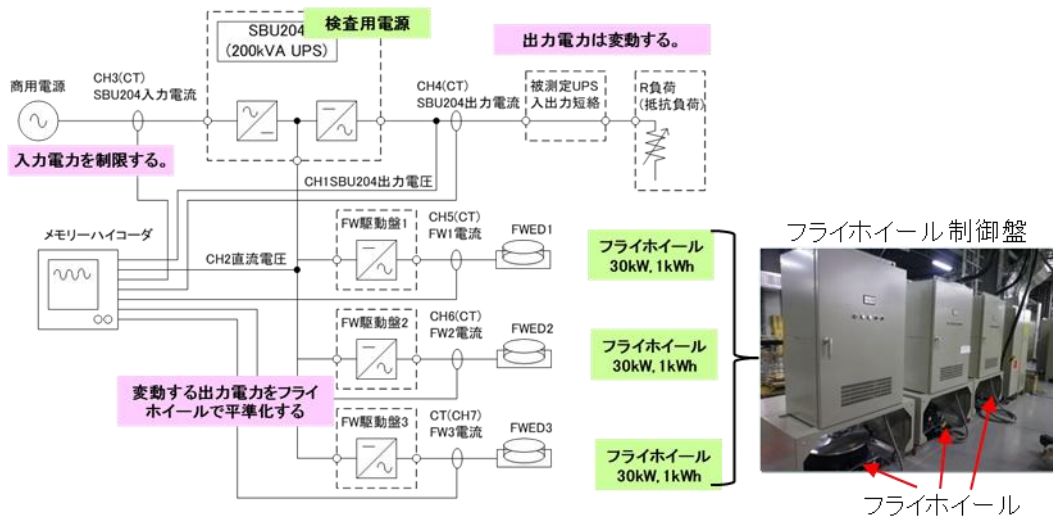 SBU204
(200kVA UPS)
検査用電源
出力電力は変動する。
商用電源
CH3(CT)
SBU204入力電流
CH4(CT)
SBU204出力電流
被測定UPS
入出力短絡
R負荷
(抵抗負荷)
入力電力を制限する。
CH1SBU204出力電圧
メモリーハイコーダ
CH2直流電圧
FW駆動盤1
CH5(CT)
FW1電流
FWED1
フライホイール
30kW, 1kWh
FW駆動盤2
CH6(CT)
FW2電流
FWED2
フライホイール
30kW, 1kWh
変動する出力電力をフライ
ホイールで平準化する
FW駆動盤3
CT(CH7)
FW3電流
FWED3
フライホイール
30kW, 1kWh
フライホイール制御盤
フライホイール